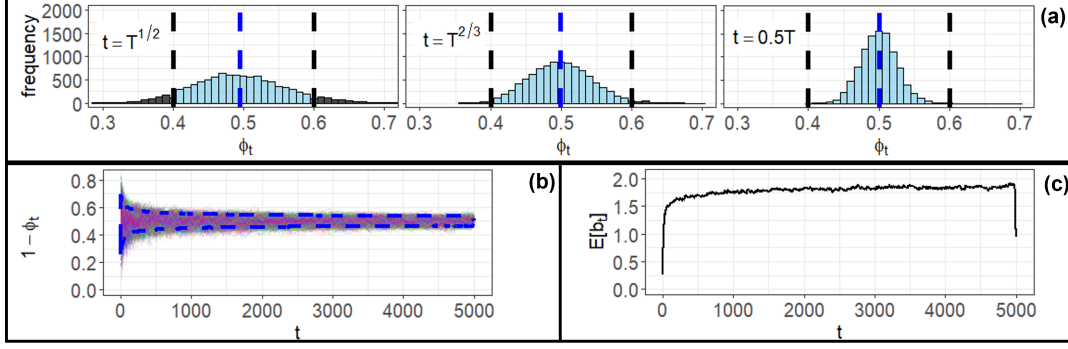 (a)
frequency
2000
1500
1000
500
0
t = T^{1/2}
t = T^{2/3}
t = 0.5T
0.3 0.4 0.5 0.6 0.7
0.3 0.4 0.5 0.6 0.7
0.3 0.4 0.5 0.6 0.7
ϕ_t
ϕ_t
ϕ_t
(b)
1 − ϕ_t
0.8
0.6
0.4
0.2
0.0
0 1000 2000 3000 4000 5000
t
(c)
E[b_t]
2.0
1.5
1.0
0.5
0.0
0 1000 2000 3000 4000 5000
t